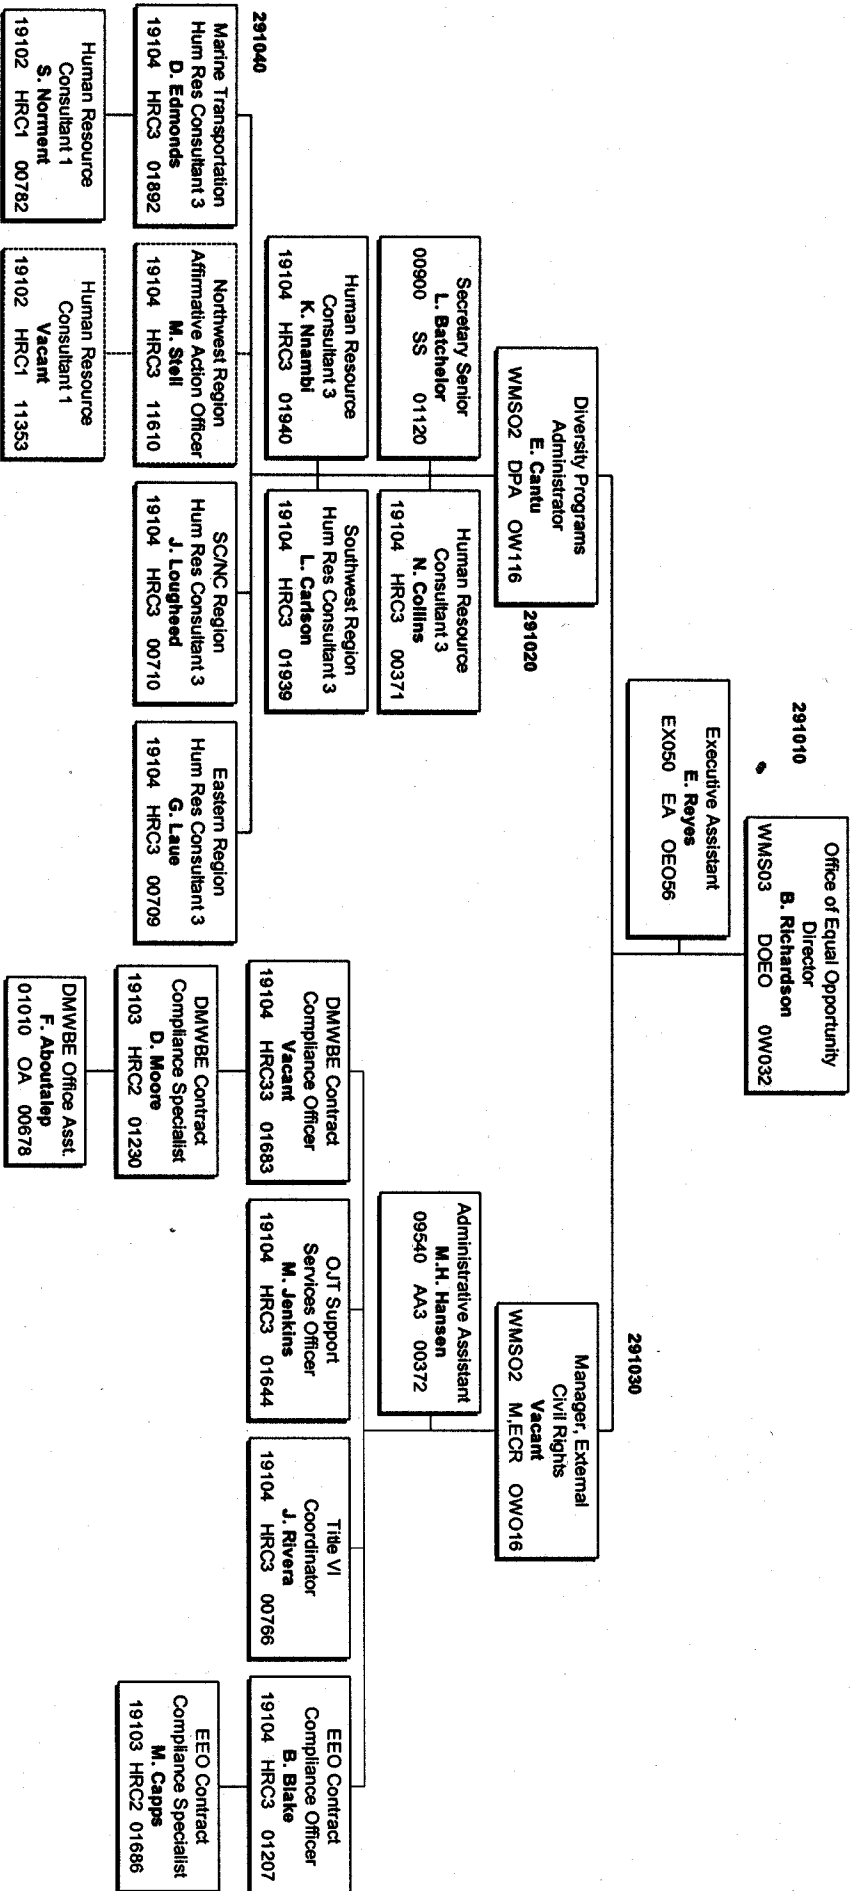 291010
Office of Equal Opportunity
Director
B. Richardson
WMS03 DOEO 0W032
Executive Assistant
E. Reyes
EX050 EA OEO56
291020
Diversity Programs
Administrator
E. Cantu
WMSO2 DPA OW116
291030
Manager, External
Civil Rights
Vacant
WMSO2 M,ECR OWO16
Secretary Senior
L. Batchelor
00900 SS 01120
Human Resource
Consultant 3
N. Collins
19104 HRC3 00371
Human Resource
Consultant 3
K. Nnambi
19104 HRC3 01940
Southwest Region
Hum Res Consultant 3
L. Carlson
19104 HRC3 01939
291040
Marine Transportation
Hum Res Consultant 3
D. Edmonds
19104 HRC3 01892
Northwest Region
Affirmative Action Officer
M. Stell
19104 HRC3 11610
SC/NC Region
Hum Res Consultant 3
J. Lougheed
19104 HRC3 00710
Eastern Region
Hum Res Consultant 3
G. Laue
19104 HRC3 00709
Human Resource
Consultant 1
S. Norment
19102 HRC1 00782
Human Resource
Consultant 1
Vacant
19102 HRC1 11353
Administrative Assistant
M.H. Hansen
09540 AA3 00372
DMWBE Contract
Compliance Officer
Vacant
19104 HRC33 01683
OJT Support
Services Officer
M. Jenkins
19104 HRC3 01644
Title VI
Coordinator
J. Rivera
19104 HRC3 00766
EEO Contract
Compliance Officer
B. Blake
19104 HRC3 01207
DMWBE Contract
Compliance Specialist
D. Moore
19103 HRC2 01230
EEO Contract
Compliance Specialist
M. Capps
19103 HRC2 01686
DMWBE Office Asst.
F. Aboutalep
01010 OA 00678